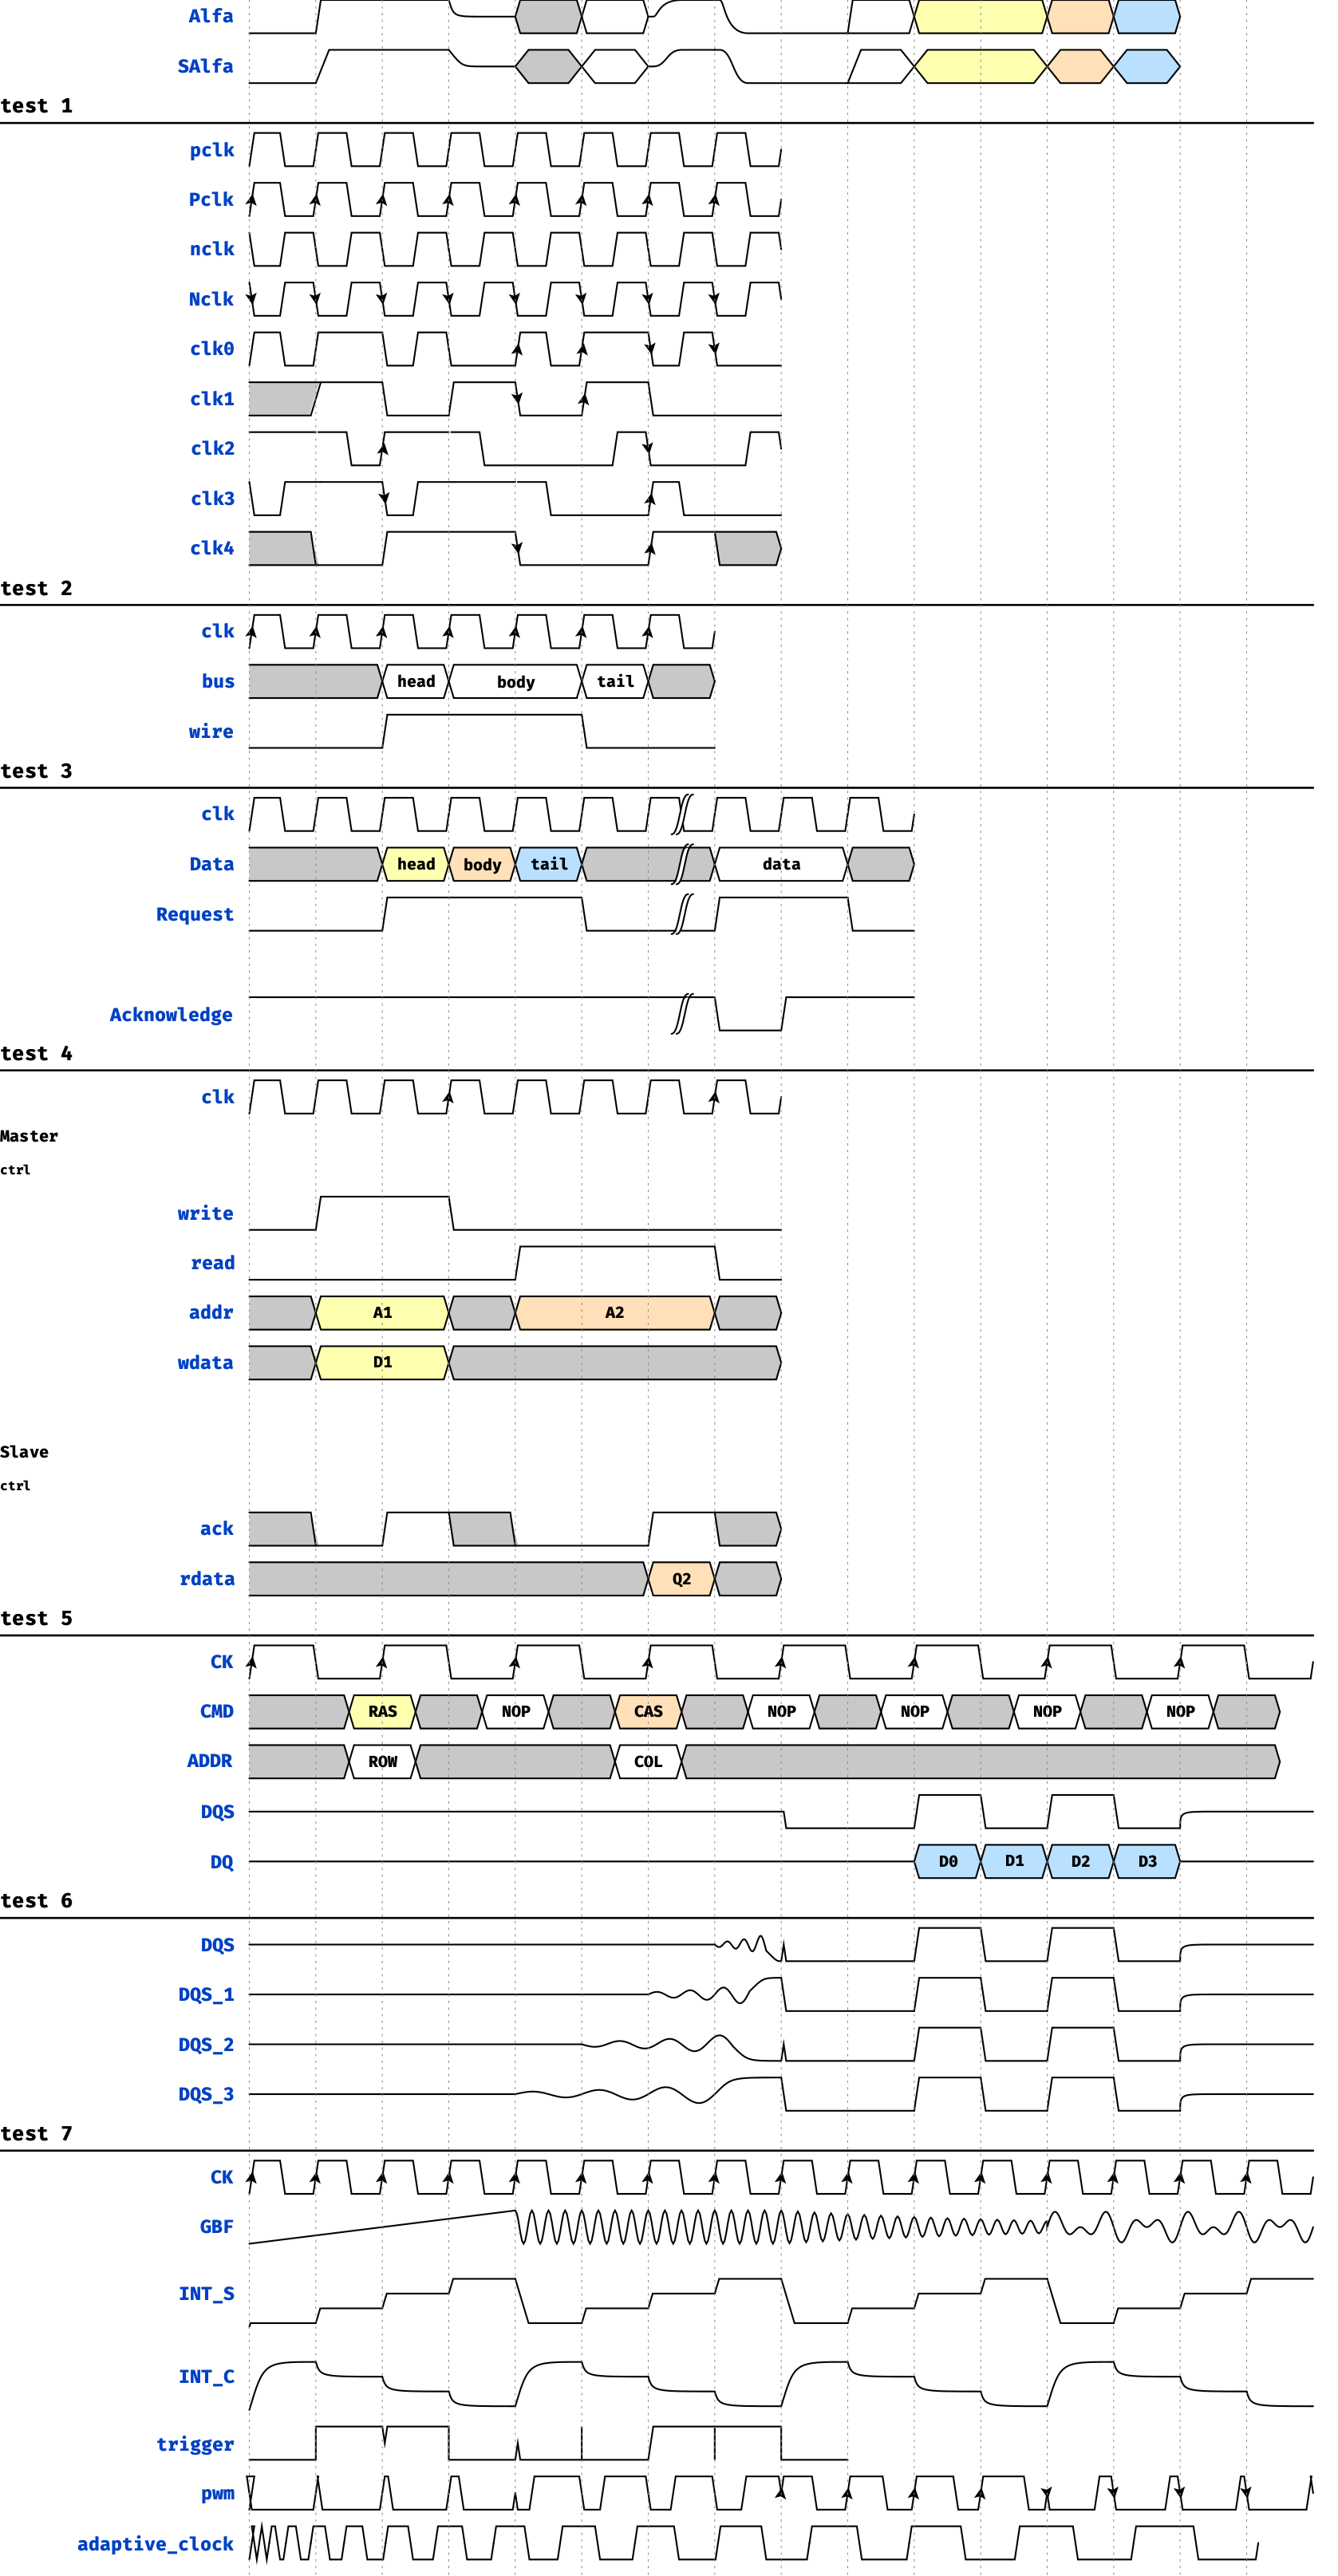 Alfa
SAlfa
test 1
pclk
Pclk
nclk
Nclk
clk0
clk1
clk2
clk3
clk4
test 2
clk
bus head body tail
wire
test 3
clk
Data head body tail data
Request
Acknowledge
test 4
clk
Master
ctrl
write
read
addr A1 A2
wdata D1
Slave
ctrl
ack
rdata Q2
test 5
CK
CMD RAS NOP CAS NOP NOP NOP NOP
ADDR ROW COL
DQS
DQ D0 D1 D2 D3
test 6
DQS
DQS_1
DQS_2
DQS_3
test 7
CK
GBF
INT_S
INT_C
trigger
pwm
adaptive_clock